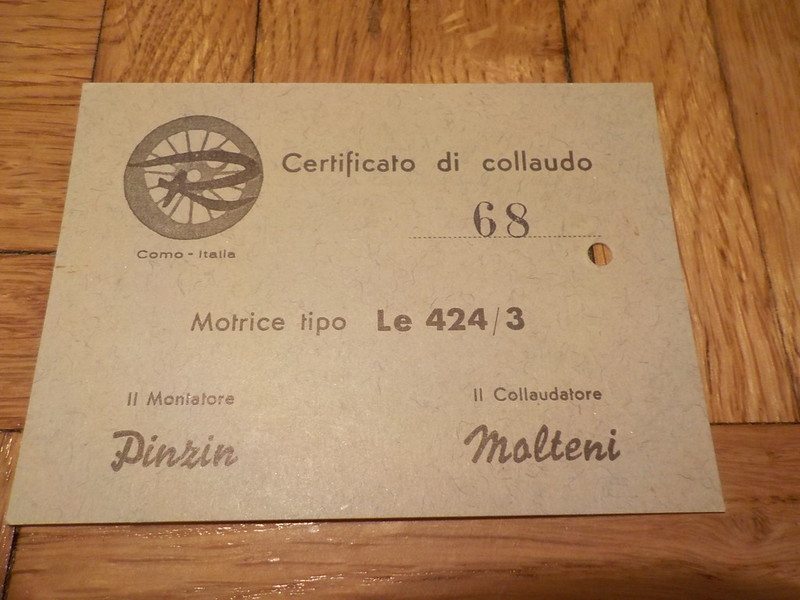 R
Certificato di collaudo
68
Como - Italia
Motrice tipo Le 424/3
Il Montatore
Il Collaudatore
Pinzin
Molteni